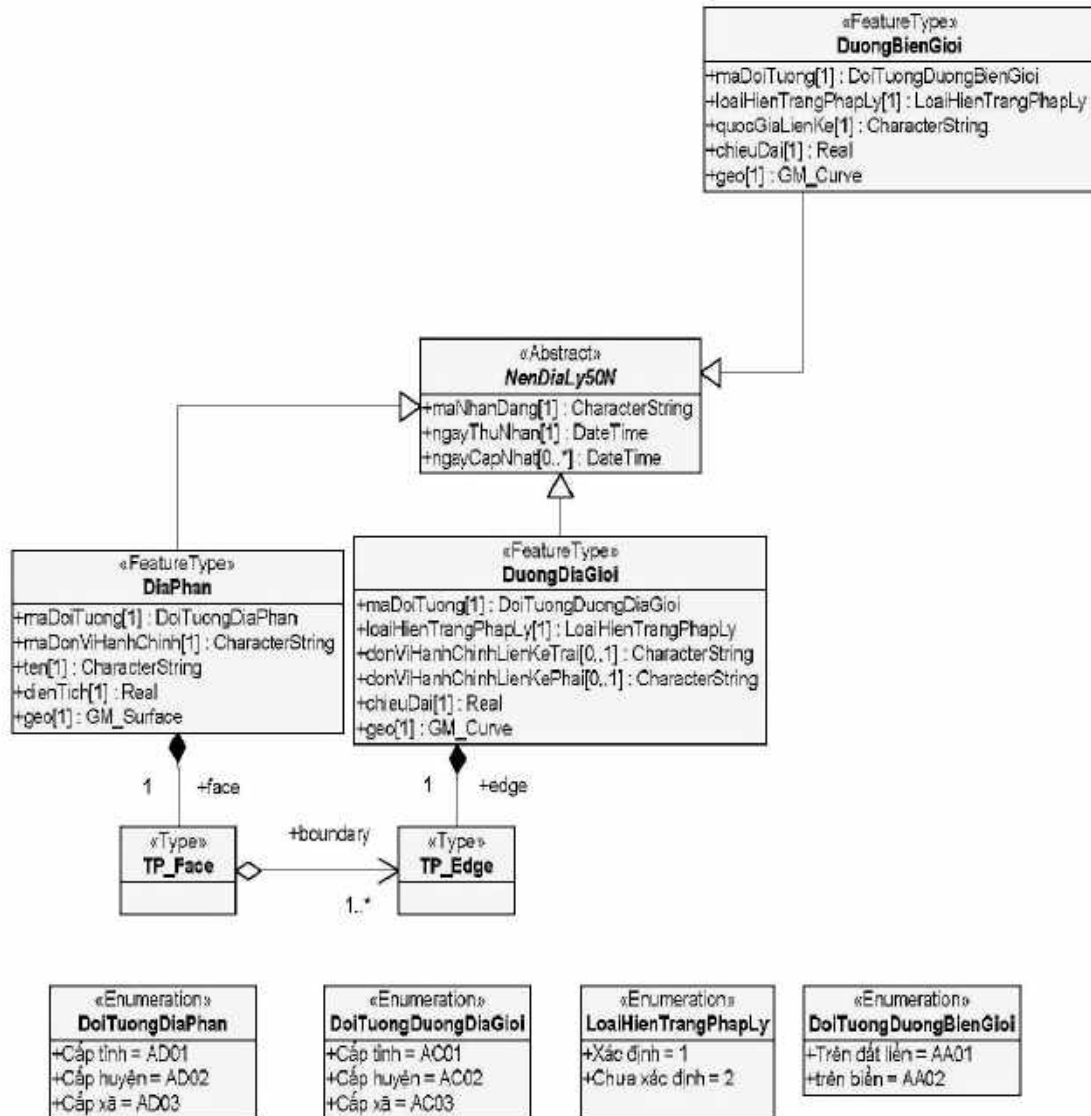 «FeatureType»
DuongBienGioi
+maDoiTuong[1] : DoiTuongDuongBienGioi
+loaiHienTrangPhapLy[1] : LoaiHienTrangPhapLy
+quocGiaLienKe[1] : CharacterString
+chieuDai[1] : Real
+geo[1] : GM_Curve
«Abstract»
NenDiaLy50N
+maNhanDang[1] : CharacterString
+ngayThuNhan[1] : DateTime
+ngayCapNhat[0..*] : DateTime
«FeatureType»
DiaPhan
+maDoiTuong[1] : DoiTuongDiaPhan
+maDonViHanhChinh[1] : CharacterString
+ten[1] : CharacterString
+dienTich[1] : Real
+geo[1] : GM_Surface
«FeatureType»
DuongDiaGioi
+maDoiTuong[1] : DoiTuongDuongDiaGioi
+loaiHienTrangPhapLy[1] : LoaiHienTrangPhapLy
+donViHanhChinhLienKeTrai[0..1] : CharacterString
+donViHanhChinhLienKePhai[0..1] : CharacterString
+chieuDai[1] : Real
+geo[1] : GM_Curve
1 +face
1 +edge
«Type»
TP_Face
+boundary
1..*
«Type»
TP_Edge
«Enumeration»
DoiTuongDiaPhan
+Cấp tỉnh = AD01
+Cấp huyện = AD02
+Cấp xã = AD03
«Enumeration»
DoiTuongDuongDiaGioi
+Cấp tỉnh = AC01
+Cấp huyện = AC02
+Cấp xã = AC03
«Enumeration»
LoaiHienTrangPhapLy
+Xác định = 1
+Chưa xác định = 2
«Enumeration»
DoiTuongDuongBienGioi
+Trên đất liền = AA01
+trên biển = AA02